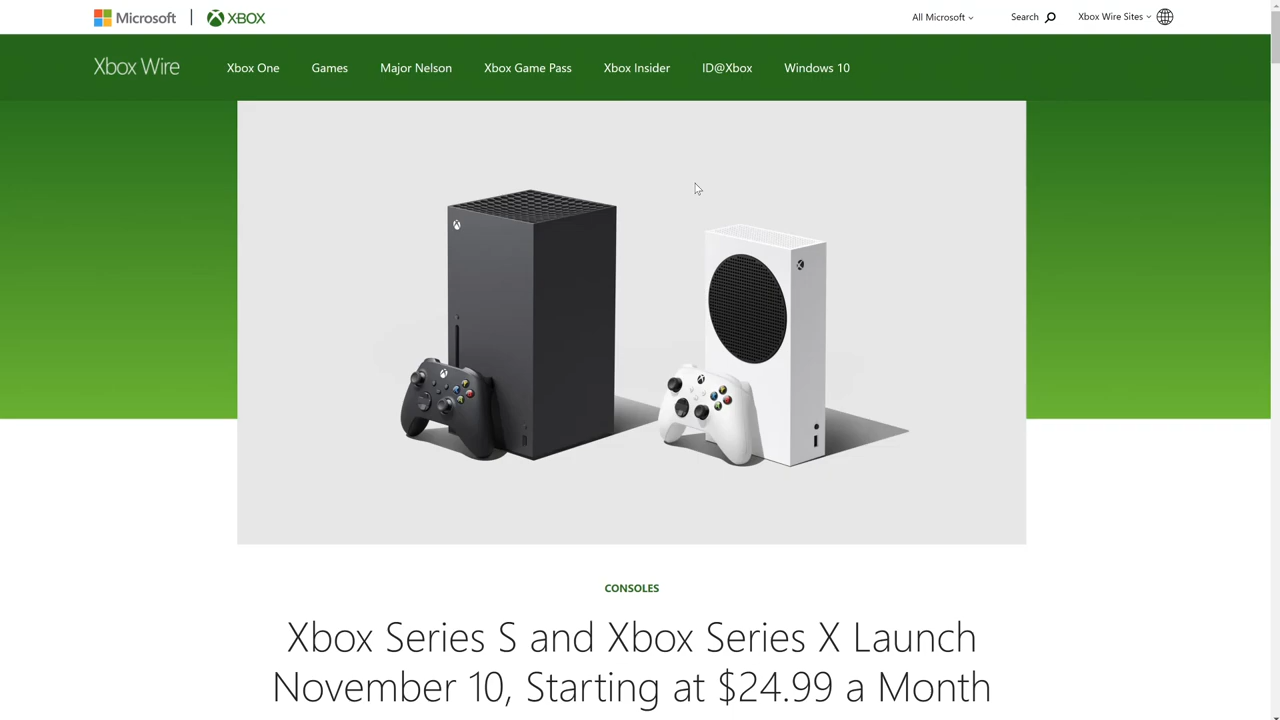 Microsoft XBOX All Microsoft Search Xbox Wire Sites
Xbox Wire Xbox One Games Major Nelson Xbox Game Pass Xbox Insider ID@Xbox Windows 10
CONSOLES
Xbox Series S and Xbox Series X Launch
November 10, Starting at $24.99 a Month